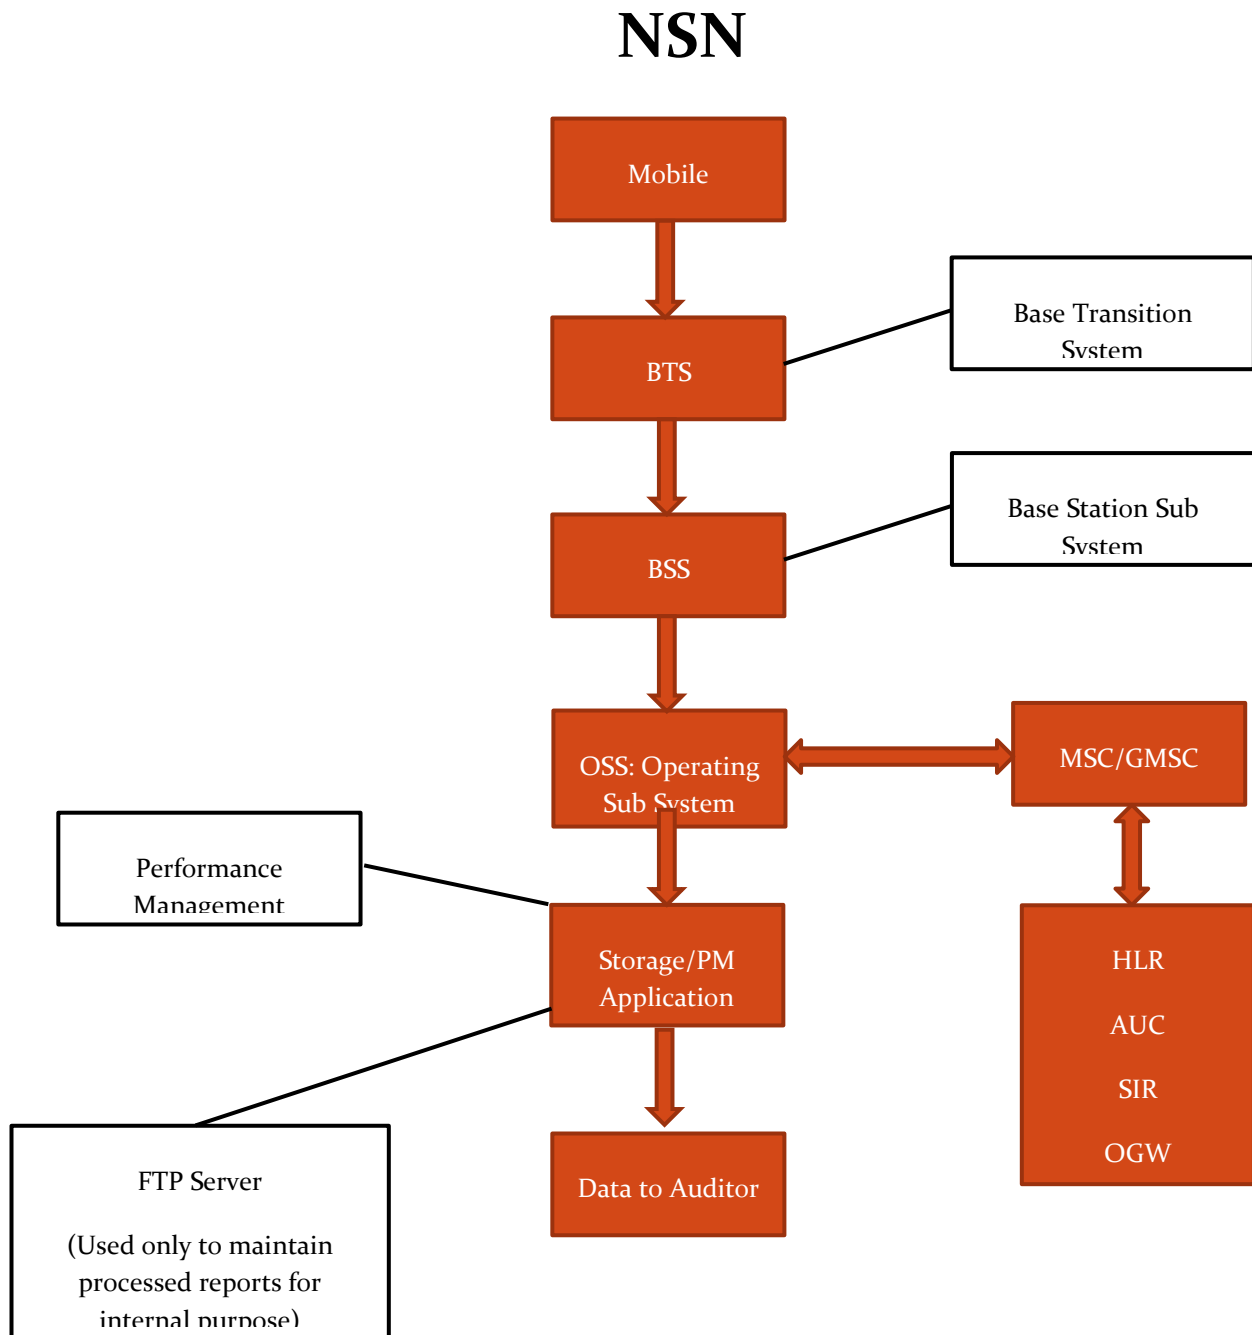 NSN
Mobile
Base Transition
System
BTS
Base Station Sub
System
BSS
OSS: Operating
Sub System
MSC/GMSC
Performance
Management
Storage/PM
Application
HLR
AUC
SIR
OGW
FTP Server
(Used only to maintain
processed reports for
internal purpose)
Data to Auditor